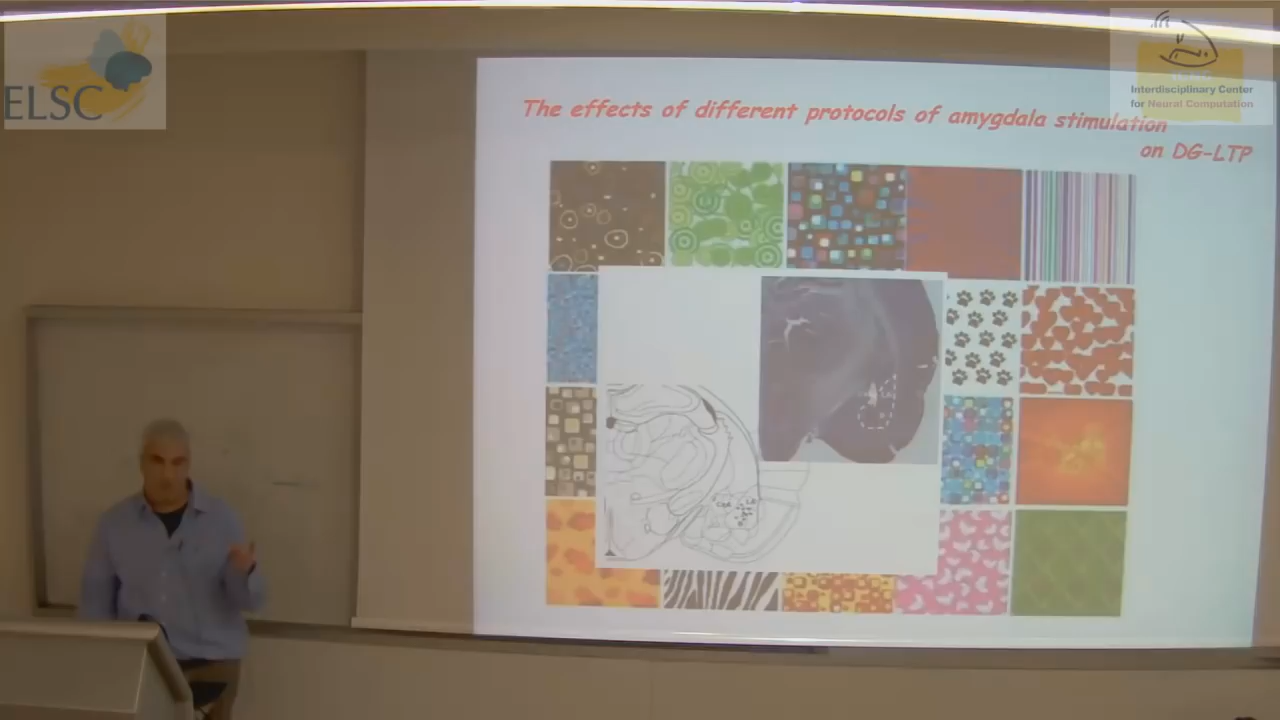 ELSC
Interdisciplinary Center
for Neural Computation
The effects of different protocols of amygdala stimulation
on DG-LTP